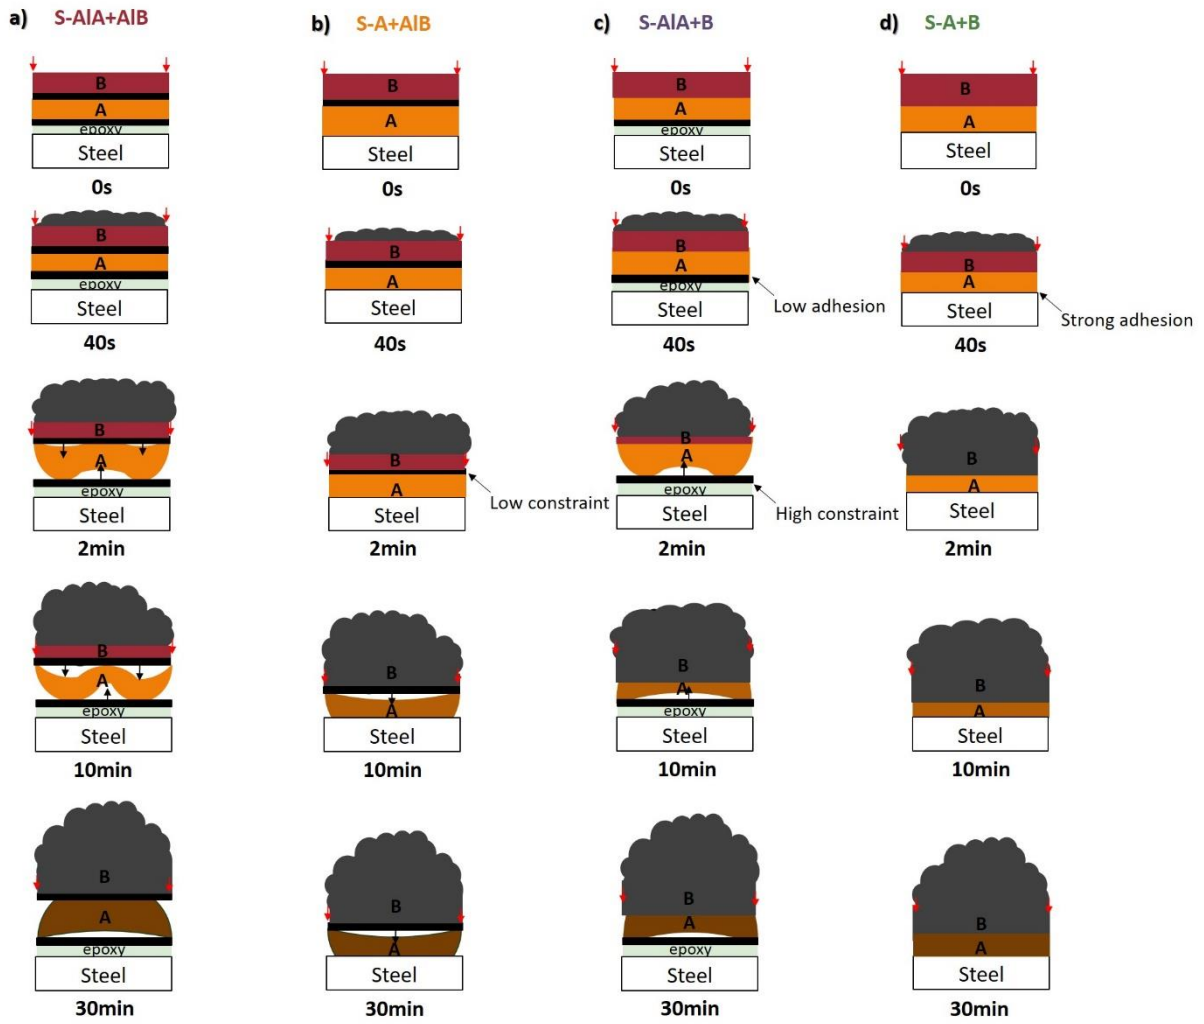 a) S-AlA+AlB
b) S-A+AlB
c) S-AlA+B
d) S-A+B
B
A
epoxy
Steel
0s
B
A
Steel
0s
B
A
epoxy
Steel
0s
B
A
Steel
0s
B
A
epoxy
Steel
40s
B
A
Steel
40s
B
A
epoxy
Steel
40s
Low adhesion
B
A
Steel
40s
Strong adhesion
B
A
epoxy
Steel
2min
B
A
Steel
2min
Low constraint
B
A
epoxy
Steel
2min
High constraint
B
A
Steel
2min
B
A
epoxy
Steel
10min
B
A
Steel
10min
B
A
epoxy
Steel
10min
B
A
Steel
10min
B
A
epoxy
Steel
30min
B
A
Steel
30min
B
A
epoxy
Steel
30min
B
A
Steel
30min